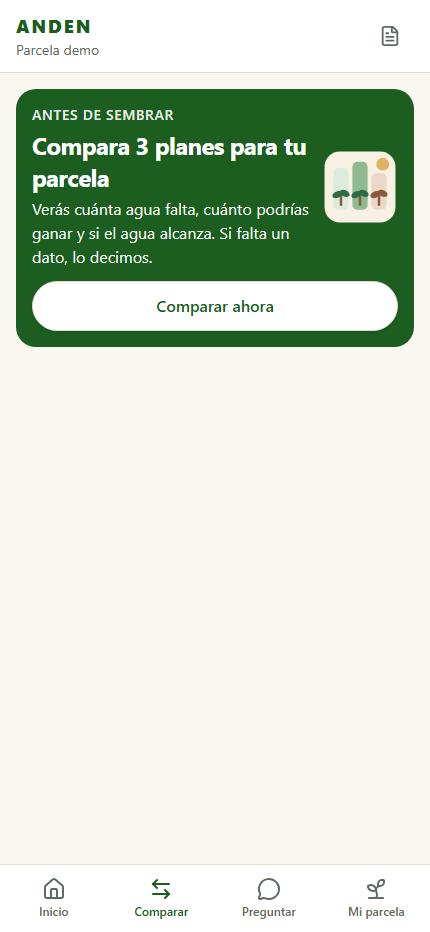 ANDEN
Parcela demo
ANTES DE SEMBRAR
Compara 3 planes para tu
parcela
Verás cuánta agua falta, cuánto podrías
ganar y si el agua alcanza. Si falta un
dato, lo decimos.
Comparar ahora
Inicio
Comparar
Preguntar
Mi parcela